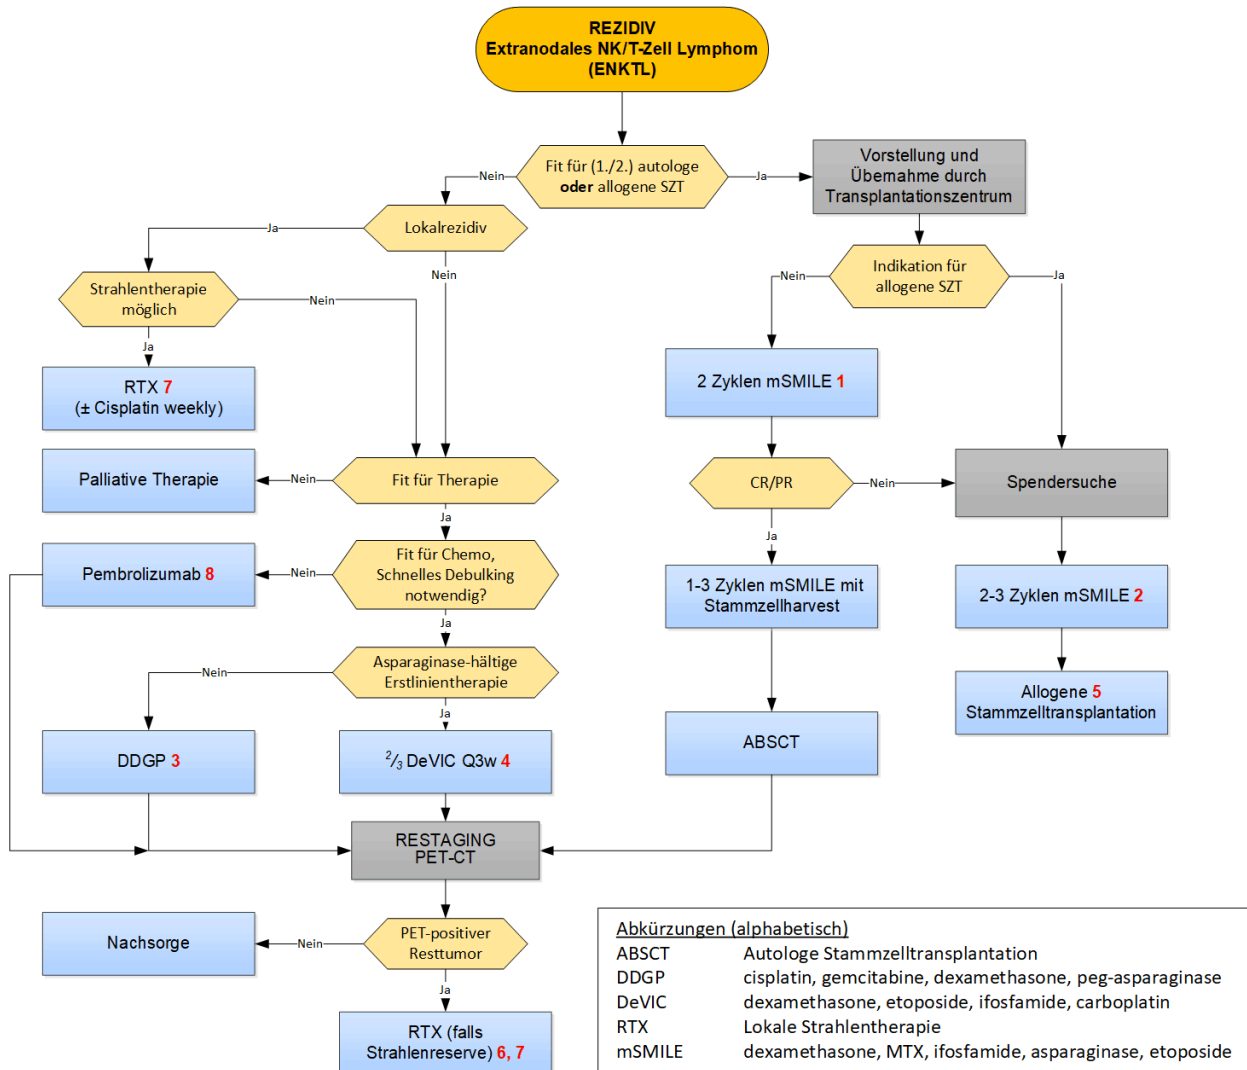 REZIDIV
Extranodales NK/T-Zell Lymphom
(ENKTL)
Fit für (1./2.) autologe
oder allogene SZT
Nein
Ja
Vorstellung und
Übernahme durch
Transplantationszentrum
Lokalrezidiv
Ja
Nein
Indikation für
allogene SZT
Nein
Ja
Strahlentherapie
möglich
Nein
Ja
RTX 7
(± Cisplatin weekly)
2 Zyklen mSMILE 1
Palliative Therapie
Nein
Fit für Therapie
Ja
CR/PR
Nein
Ja
Spendersuche
Pembrolizumab 8
Nein
Fit für Chemo,
Schnelles Debulking
notwendig?
Ja
1-3 Zyklen mSMILE mit
Stammzellharvest
2-3 Zyklen mSMILE 2
Asparaginase-hältige
Erstlinientherapie
Nein
Ja
Allogene 5
Stammzelltransplantation
DDGP 3
2/3 DeVIC Q3w 4
ABSCT
RESTAGING
PET-CT
Nachsorge
Nein
PET-positiver
Resttumor
Ja
RTX (falls
Strahlenreserve) 6, 7
Abkürzungen (alphabetisch)
ABSCT Autologe Stammzelltransplantation
DDGP cisplatin, gemcitabine, dexamethasone, peg-asparaginase
DeVIC dexamethasone, etoposide, ifosfamide, carboplatin
RTX Lokale Strahlentherapie
mSMILE dexamethasone, MTX, ifosfamide, asparaginase, etoposide